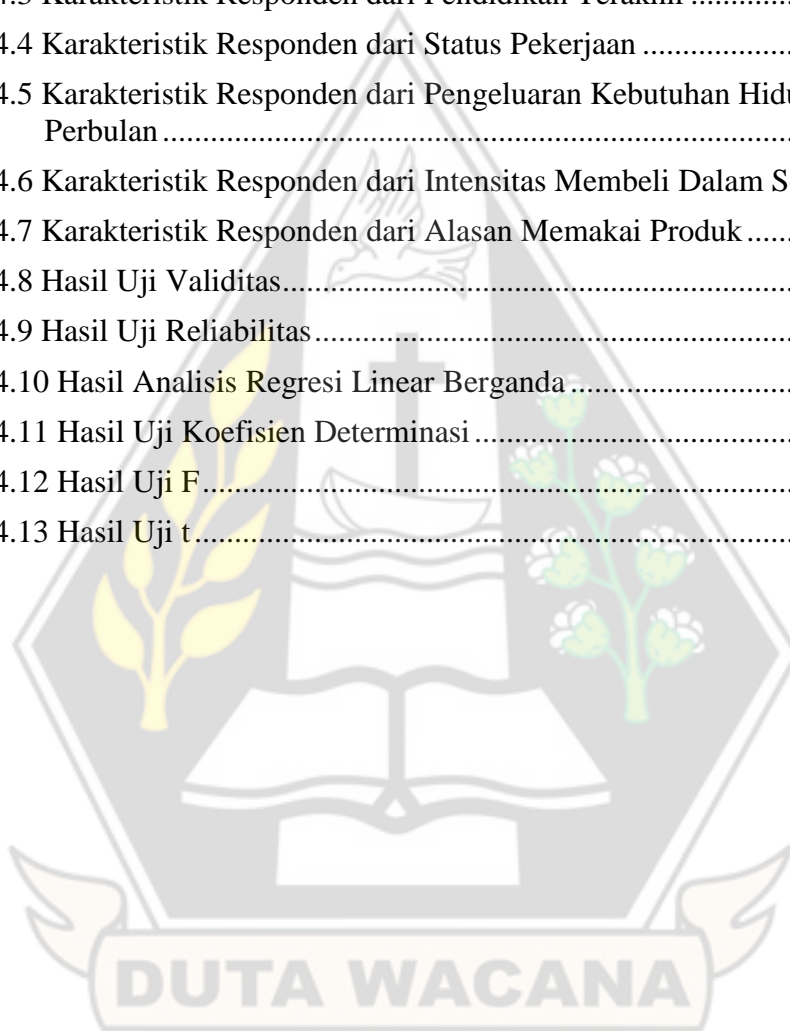 4.4 Karakteristik Responden dari Status Pekerjaan ................
4.5 Karakteristik Responden dari Pengeluaran Kebutuhan
Perbulan ................................................................................
4.6 Karakteristik Responden dari Intensitas Membeli Dalam
4.7 Karakteristik Responden dari Alasan Memakai Produk .....
4.8 Hasil Uji Validitas................................................................
4.9 Hasil Uji Reliabilitas............................................................
4.10 Hasil Analisis Regresi Linear Berganda............................
4.11 Hasil Uji Koefisien Determinasi ........................................
4.12 Hasil Uji F..........................................................................
4.13 Hasil Uji t...........................................................................
DUTA WACANA